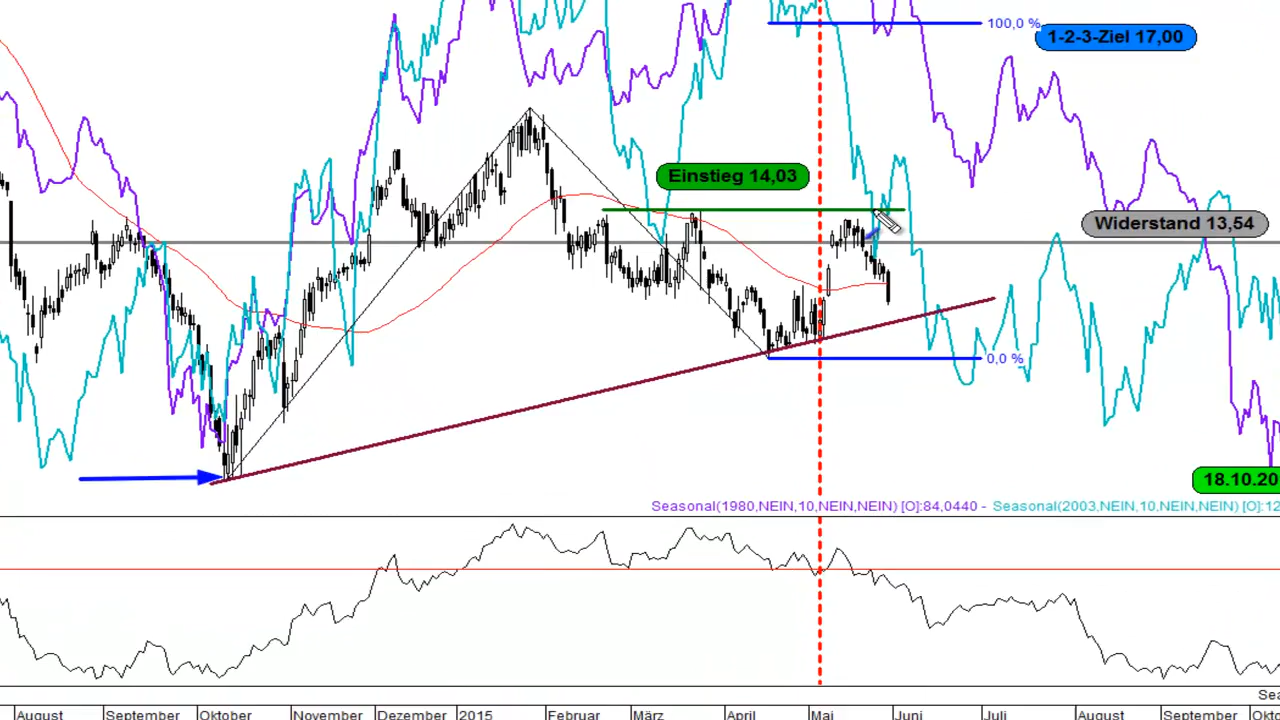 100,0 %
1-2-3-Ziel 17,00
Einstieg 14,03
Widerstand 13,54
0,0 %
18.10.20
Seasonal(1980,NEIN,10,NEIN,NEIN) [O]:84,0440 - Seasonal(2003,NEIN,10,NEIN,NEIN) [O]:12
Sea
August September Oktober November Dezember 2015 Februar März April Mai Juni Juli August September Okto